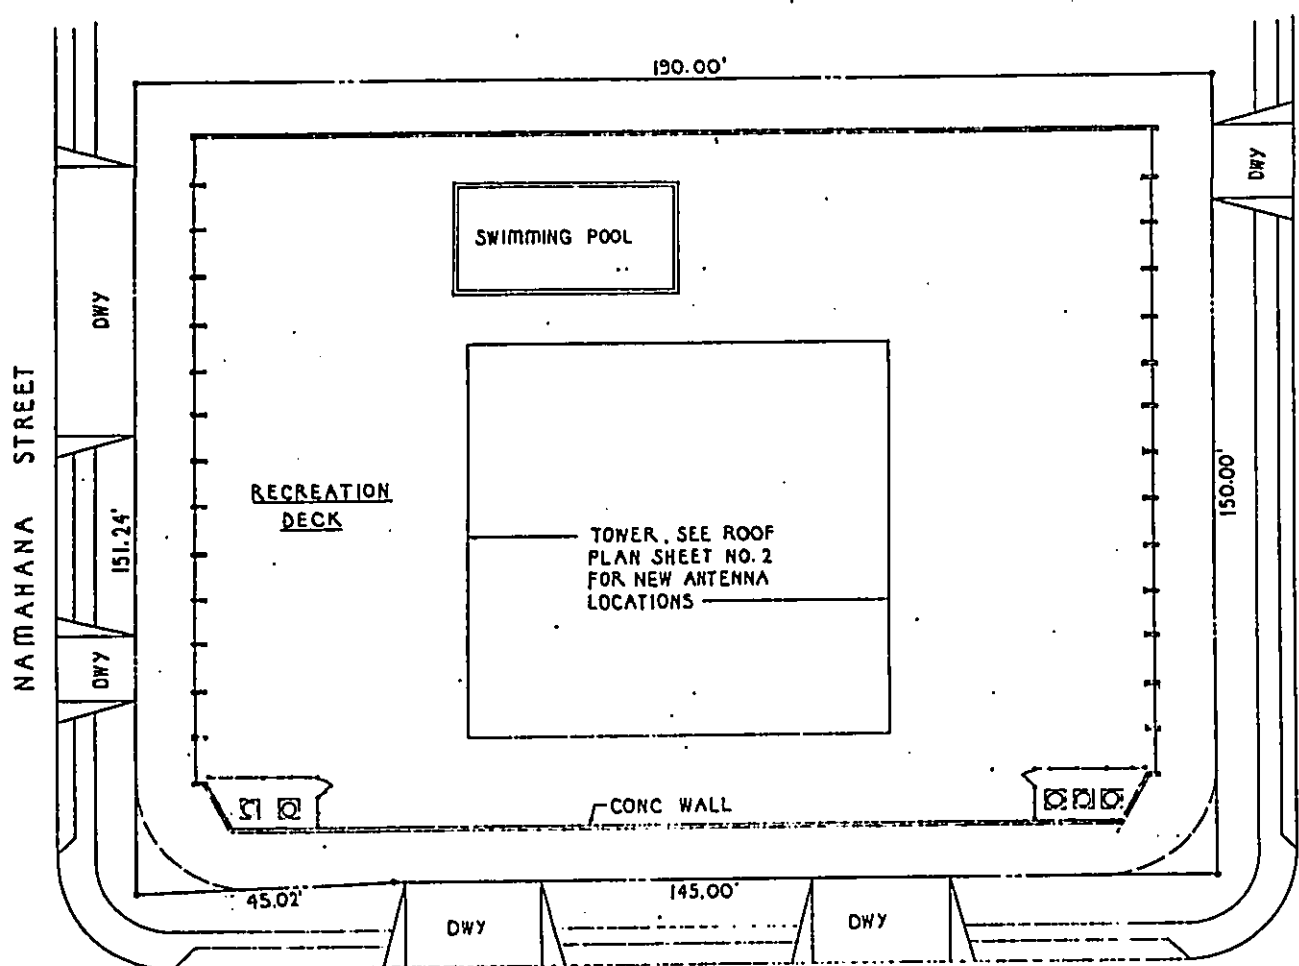 190.00'
DWY
SWIMMING POOL
DWY
NAMAHANA STREET
150.00'
RECREATION
DECK
151.24'
TOWER, SEE ROOF
PLAN SHEET NO. 2
FOR NEW ANTENNA
LOCATIONS
DWY
CONC WALL
45.02'
145.00'
DWY
DWY